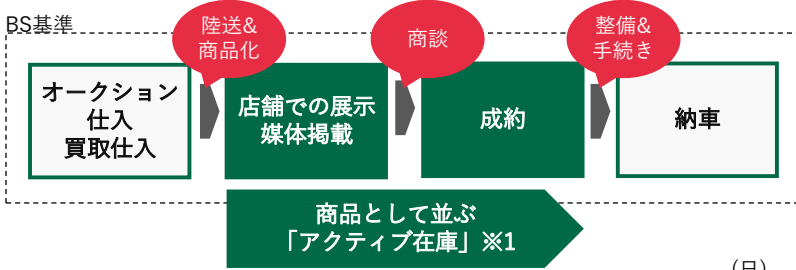 BS基準
陸送&
商品化
商談
整備&
手続き
オークション
仕入
買取仕入
店舗での展示
媒体掲載
成約
納車
商品として並ぶ
「アクティブ在庫」※1
(日)